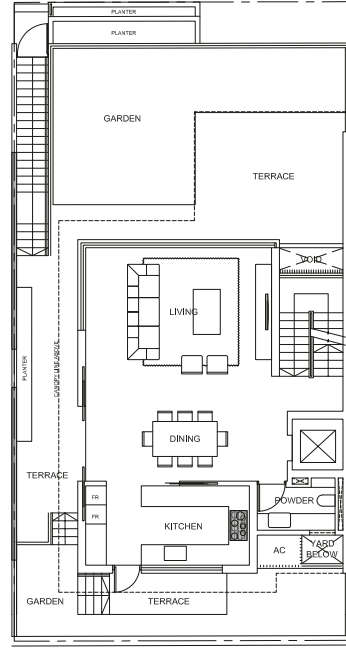 PLANTER
PLANTER
GARDEN
TERRACE
VOID
LIVING
CANOPY LINE ABOVE
PLANTER
DINING
TERRACE
FR
FR
POWDER
KITCHEN
AC
YARD
BELOW
GARDEN
TERRACE